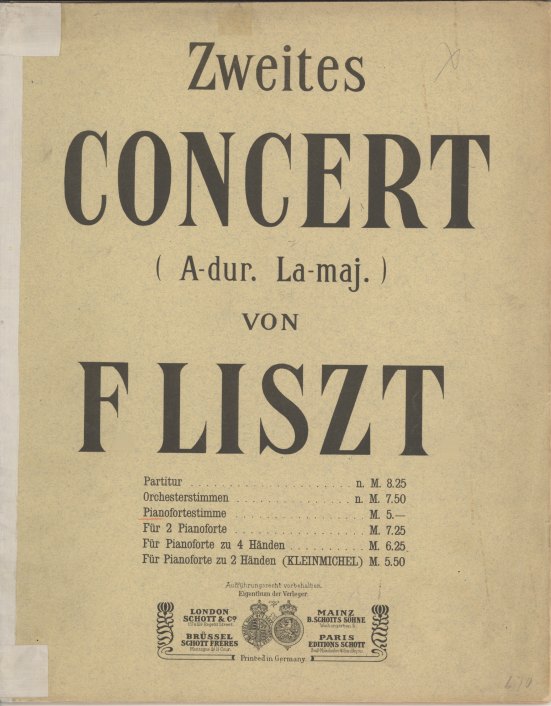 Zweites
CONCERT
( A-dur. La-maj. )
VON
F LISZT
Partitur . . . . . . . . . . . . . . . . . . . . . n. M. 8.25
Orchesterstimmen . . . . . . . . . . . . . . n. M. 7.50
Pianofortestimme . . . . . . . . . . . . . . . M. 5.—
Für 2 Pianoforte . . . . . . . . . . . . . . . . M. 7.25
Für Pianoforte zu 4 Händen . . . . . . . . M. 6.25
Für Pianoforte zu 2 Händen (KLEINMICHEL) M. 5.50
Aufführungsrecht vorbehalten.
Eigenthum der Verleger.
LONDON
SCHOTT & Cº
BRÜSSEL
SCHOTT FRÈRES
MAINZ
B. SCHOTTS SÖHNE
PARIS
EDITIONS SCHOTT
Printed in Germany.